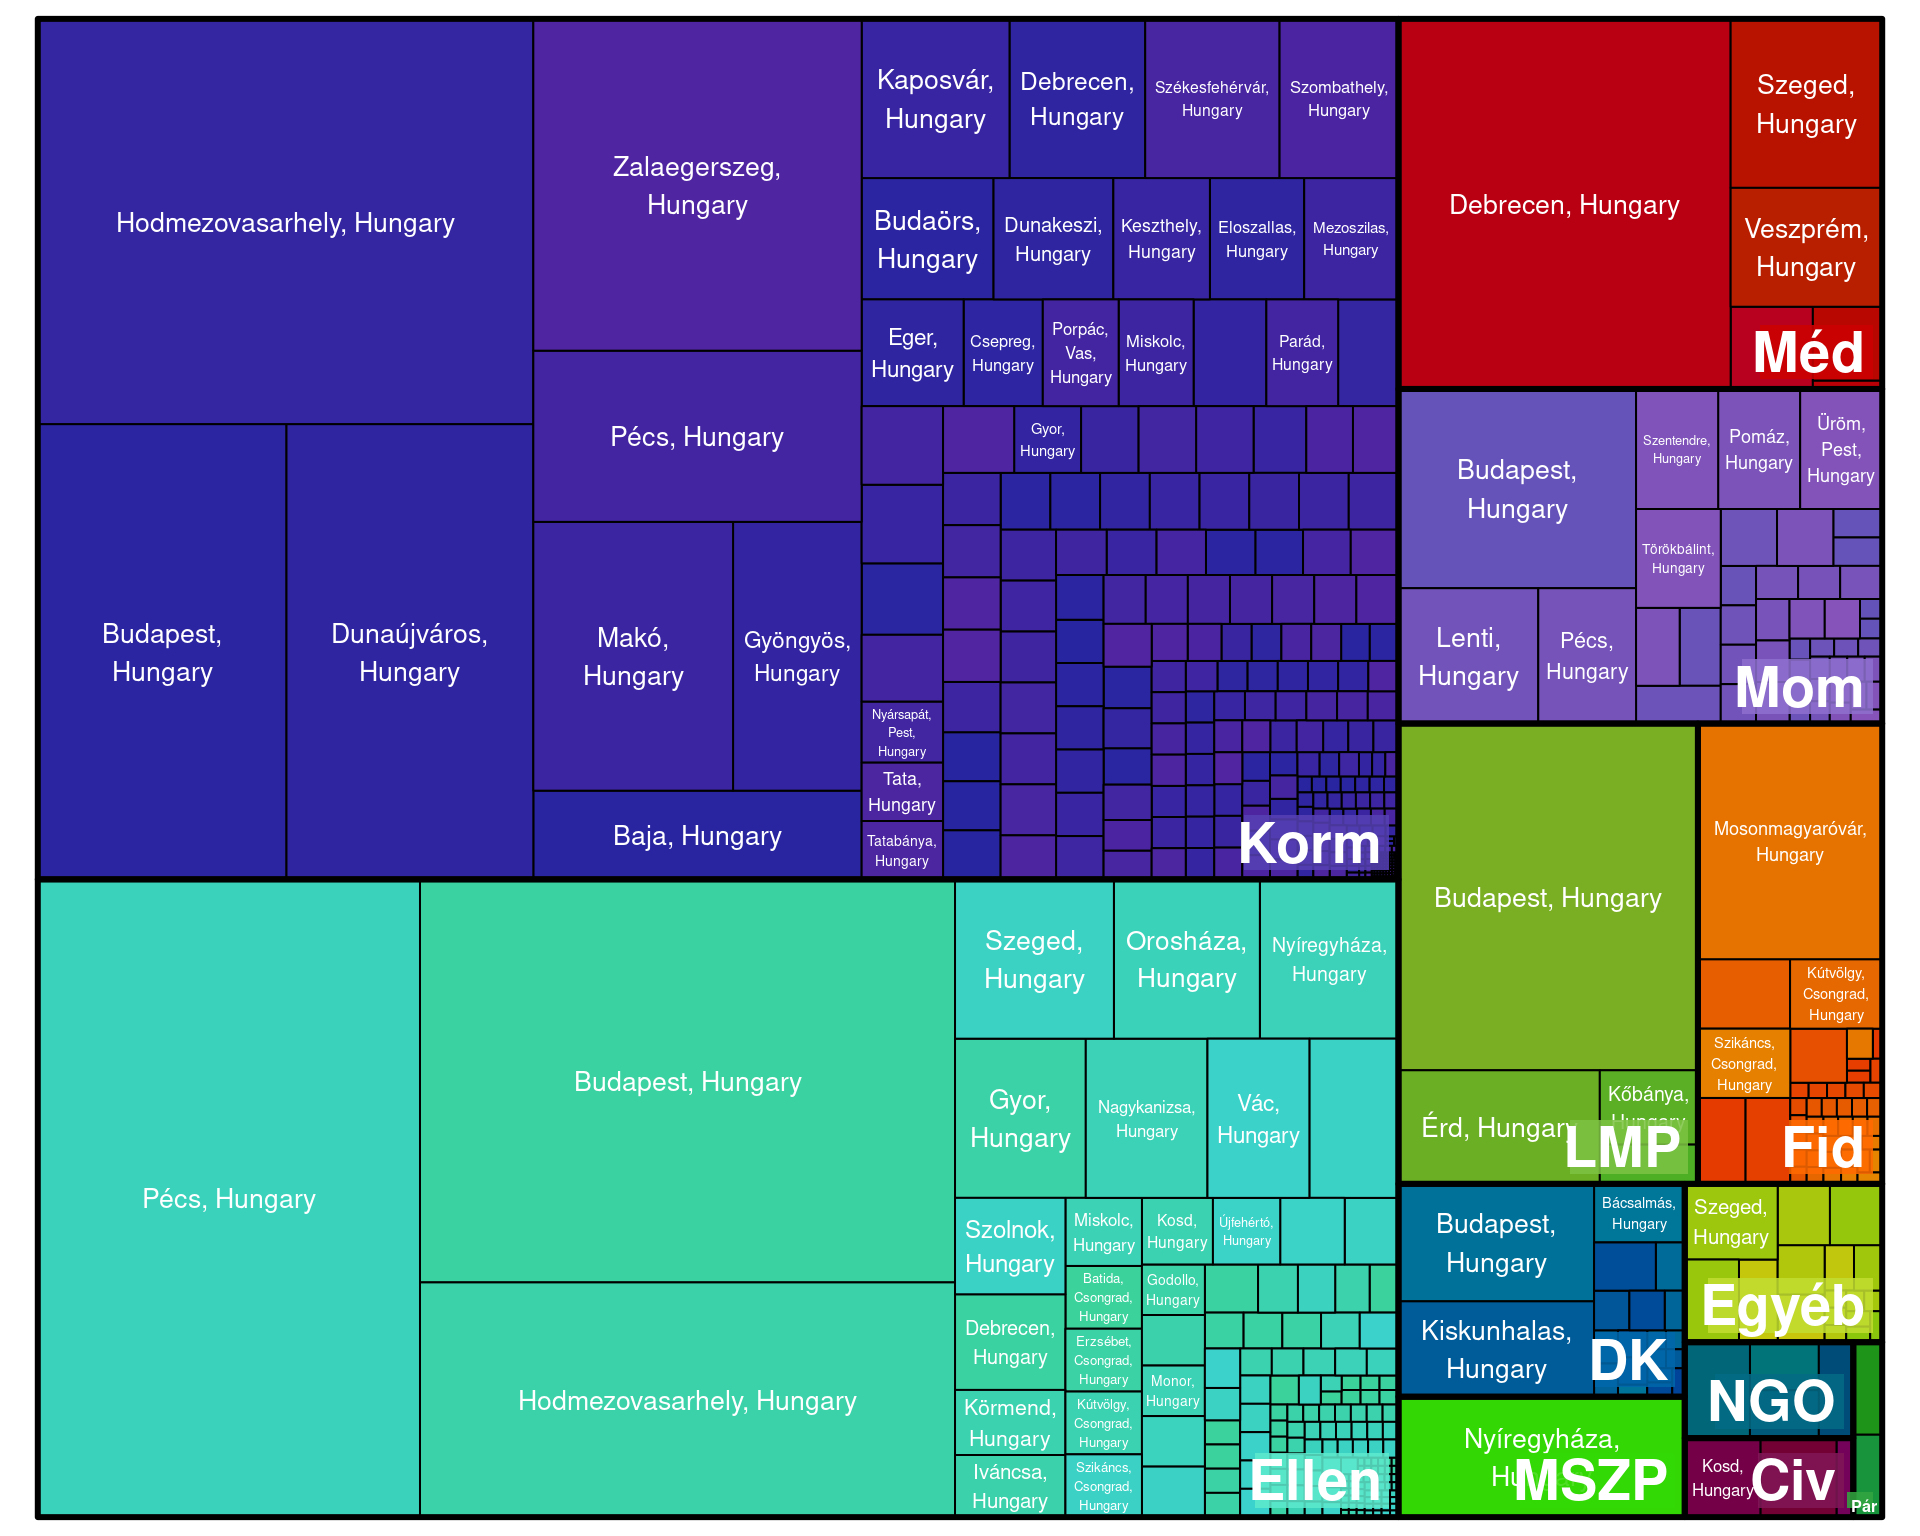 Hodmezovasarhely, Hungary
Budapest,
Hungary
Dunaújváros,
Hungary
Zalaegerszeg,
Hungary
Pécs, Hungary
Makó,
Hungary
Gyöngyös,
Hungary
Baja, Hungary
Kaposvár,
Hungary
Debrecen,
Hungary
Székesfehérvár,
Hungary
Szombathely,
Hungary
Budaörs,
Hungary
Dunakeszi,
Hungary
Keszthely,
Hungary
Eloszallas,
Hungary
Mezoszilas,
Hungary
Eger,
Hungary
Csepreg,
Hungary
Porpác,
Vas,
Hungary
Miskolc,
Hungary
Parád,
Hungary
Gyor,
Hungary
Nyársapát,
Pest,
Hungary
Tata,
Hungary
Tatabánya,
Hungary
Korm
Pécs, Hungary
Budapest, Hungary
Hodmezovasarhely, Hungary
Szeged,
Hungary
Orosháza,
Hungary
Nyíregyháza,
Hungary
Gyor,
Hungary
Nagykanizsa,
Hungary
Vác,
Hungary
Szolnok,
Hungary
Debrecen,
Hungary
Körmend,
Hungary
Iváncsa,
Hungary
Miskolc,
Hungary
Batida,
Csongrad,
Hungary
Erzsébet,
Csongrad,
Hungary
Kútvölgy,
Csongrad,
Hungary
Szikáncs,
Csongrad,
Hungary
Kosd,
Hungary
Újfehértó,
Hungary
Godollo,
Hungary
Monor,
Hungary
Ellen
Debrecen, Hungary
Szeged,
Hungary
Veszprém,
Hungary
Méd
Budapest,
Hungary
Lenti,
Hungary
Pécs,
Hungary
Szentendre,
Hungary
Pomáz,
Hungary
Üröm,
Pest,
Hungary
Törökbálint,
Hungary
Mom
Budapest, Hungary
Érd, Hungary
Kőbánya,
Hungary
LMP
Mosonmagyaróvár,
Hungary
Kútvölgy,
Csongrad,
Hungary
Szikáncs,
Csongrad,
Hungary
Fid
Budapest,
Hungary
Kiskunhalas,
Hungary
Bácsalmás,
Hungary
DK
Szeged,
Hungary
Egyéb
NGO
Nyíregyháza,
MSZP
Kosd,
Hungary
Civ
Pár